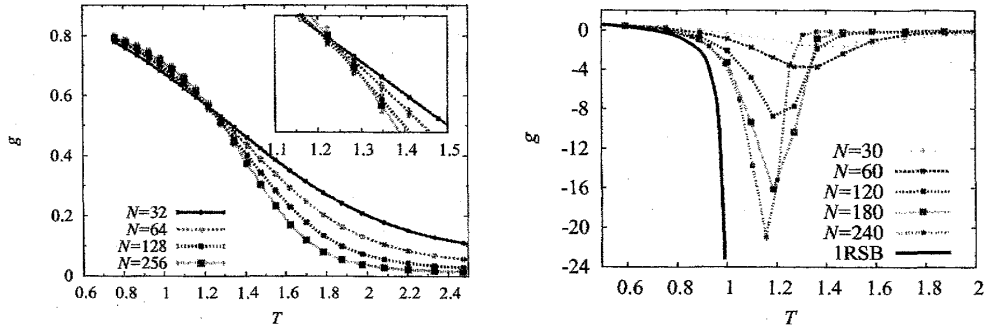 0.8
0.6
0.4
0.2
0
g
1.1 1.2 1.3 1.4 1.5
N=32
N=64
N=128
N=256
0.6 0.8 1 1.2 1.4 1.6 1.8 2 2.2 2.4
T
0
-4
-8
-12
-16
-20
-24
g
N=30
N=60
N=120
N=180
N=240
1RSB
0.6 0.8 1 1.2 1.4 1.6 1.8 2
T